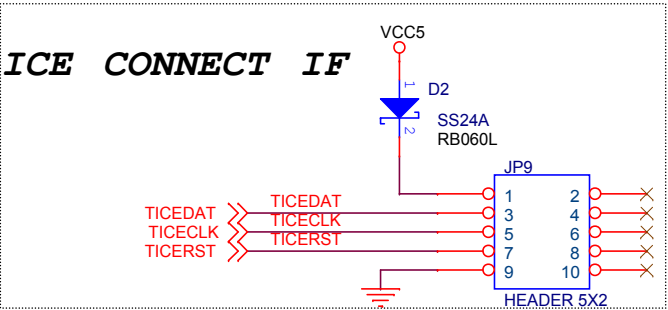 VCC5
ICE CONNECT IF
1
D2
SS24A
2
RB060L
JP9
TICEDAT
TICEDAT
TICECLK
TICECLK
TICERST
TICERST
1 2
3 4
5 6
7 8
9 10
HEADER 5X2